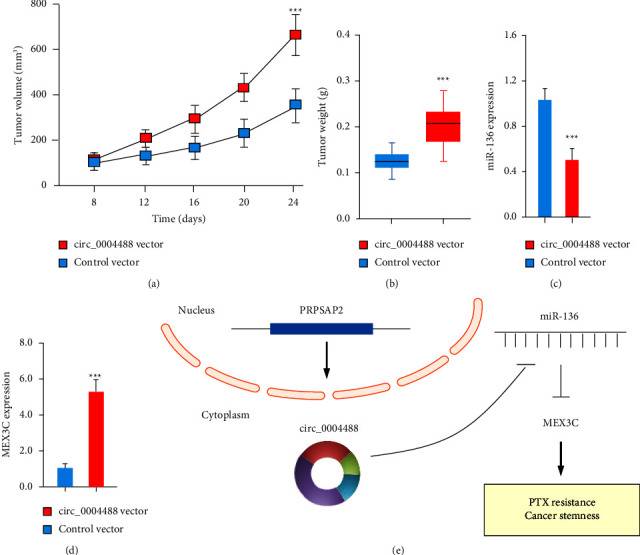 800
600
400
200
0
Tumor volume (mm³)
***
8
12
16
20
24
Time (days)
circ_0004488 vector
Control vector
(a)
0.4
0.3
0.2
0.1
0.0
Tumor weight (g)
***
circ_0004488 vector
Control vector
(b)
1.6
1.2
0.8
0.4
0.0
miR-136 expression
***
circ_0004488 vector
Control vector
(c)
8.0
6.0
4.0
2.0
0.0
MEX3C expression
***
circ_0004488 vector
Control vector
(d)
Nucleus
PRPSAP2
Cytoplasm
circ_0004488
miR-136
MEX3C
PTX resistance
Cancer stemness
(e)